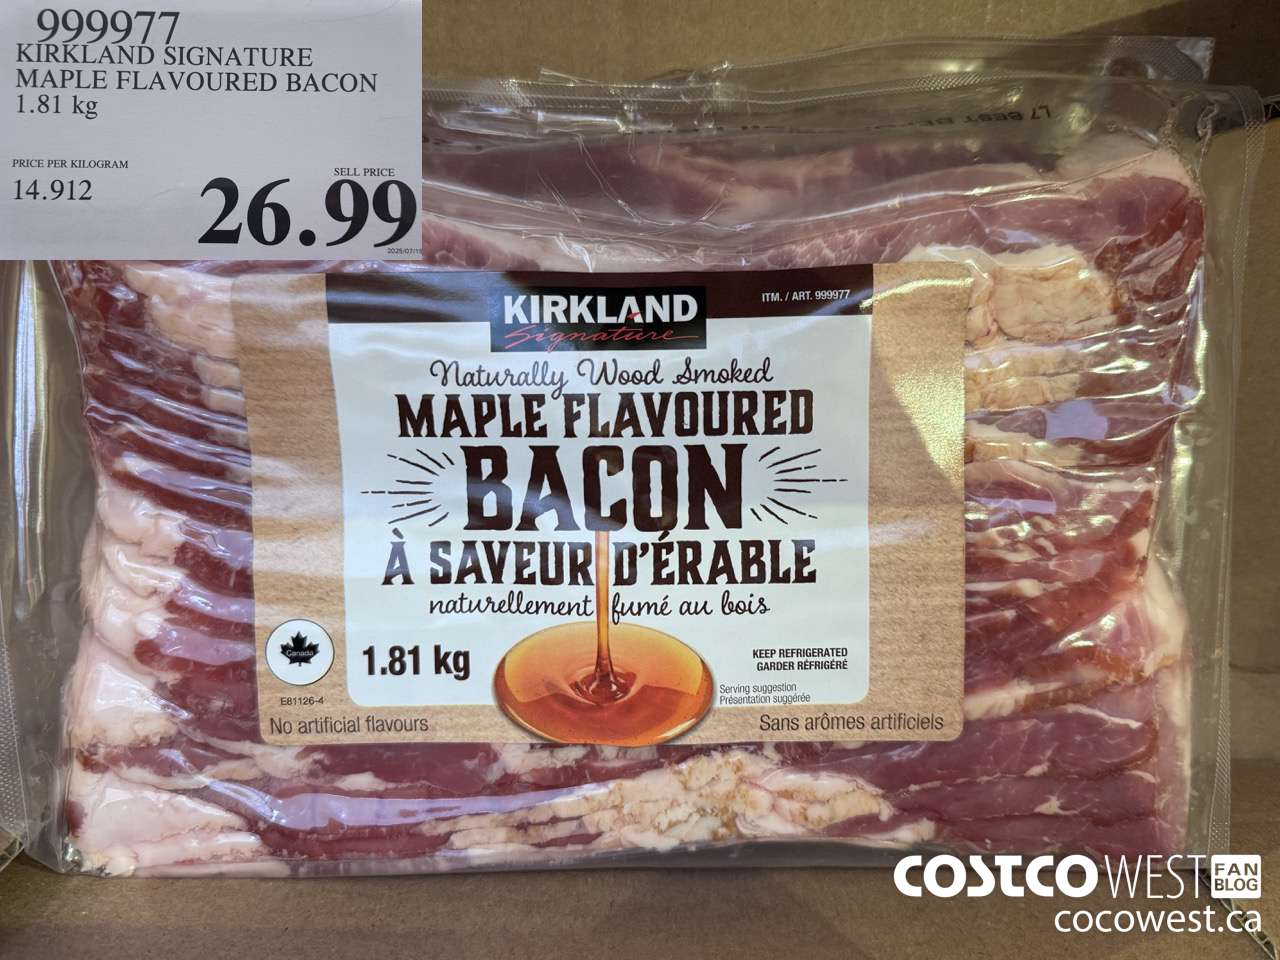 999977
KIRKLAND SIGNATURE
MAPLE FLAVOURED BACON
1.81 kg
PRICE PER KILOGRAM
14.912
SELL PRICE
26.99
L7 BEST BE
KIRKLAND
Signature
ITM. / ART. 999977
Naturally Wood Smoked
MAPLE FLAVOURED
BACON
À SAVEUR D'ÉRABLE
naturellement fumé au bois
Canada
E81126-4
1.81 kg
KEEP REFRIGERATED
GARDER RÉFRIGÉRÉ
Serving suggestion
Présentation suggérée
No artificial flavours
Sans arômes artificiels
COSTCO WEST FAN BLOG
cocowest.ca